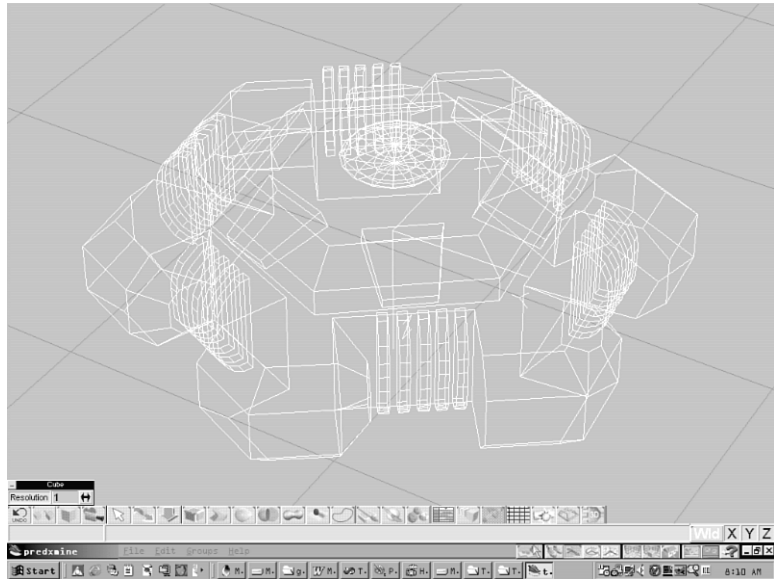 Cube
Resolution 1
UNDO
Wld X Y Z
predxmine File Edit Groups Help
Start M. M. g. M. T. P. H. M. T. T. t. 8:10 AM